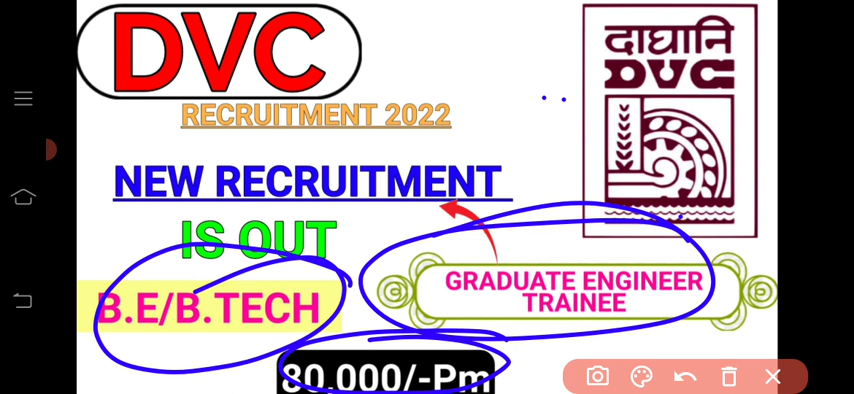 DVC
RECRUITMENT 2022
NEW RECRUITMENT
IS OUT
B.E/B.TECH
GRADUATE ENGINEER
TRAINEE
80,000/-Pm
दाघानि
DVC